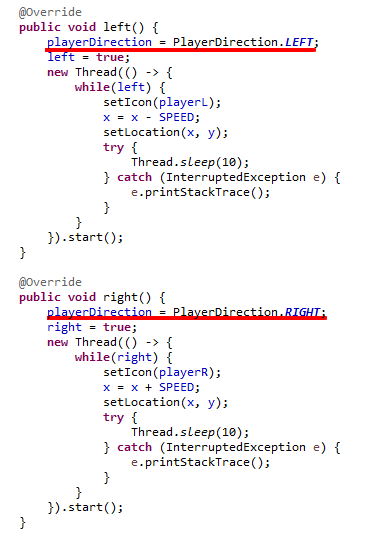 @Override
public void left() {
    playerDirection = PlayerDirection.LEFT;
    left = true;
    new Thread(() -> {
        while(left) {
            setIcon(playerL);
            x = x - SPEED;
            setLocation(x, y);
            try {
                Thread.sleep(10);
            } catch (InterruptedException e) {
                e.printStackTrace();
            }
        }
    }).start();
}
@Override
public void right() {
    playerDirection = PlayerDirection.RIGHT;
    right = true;
    new Thread(() -> {
        while(right) {
            setIcon(playerR);
            x = x + SPEED;
            setLocation(x, y);
            try {
                Thread.sleep(10);
            } catch (InterruptedException e) {
                e.printStackTrace();
            }
        }
    }).start();
}